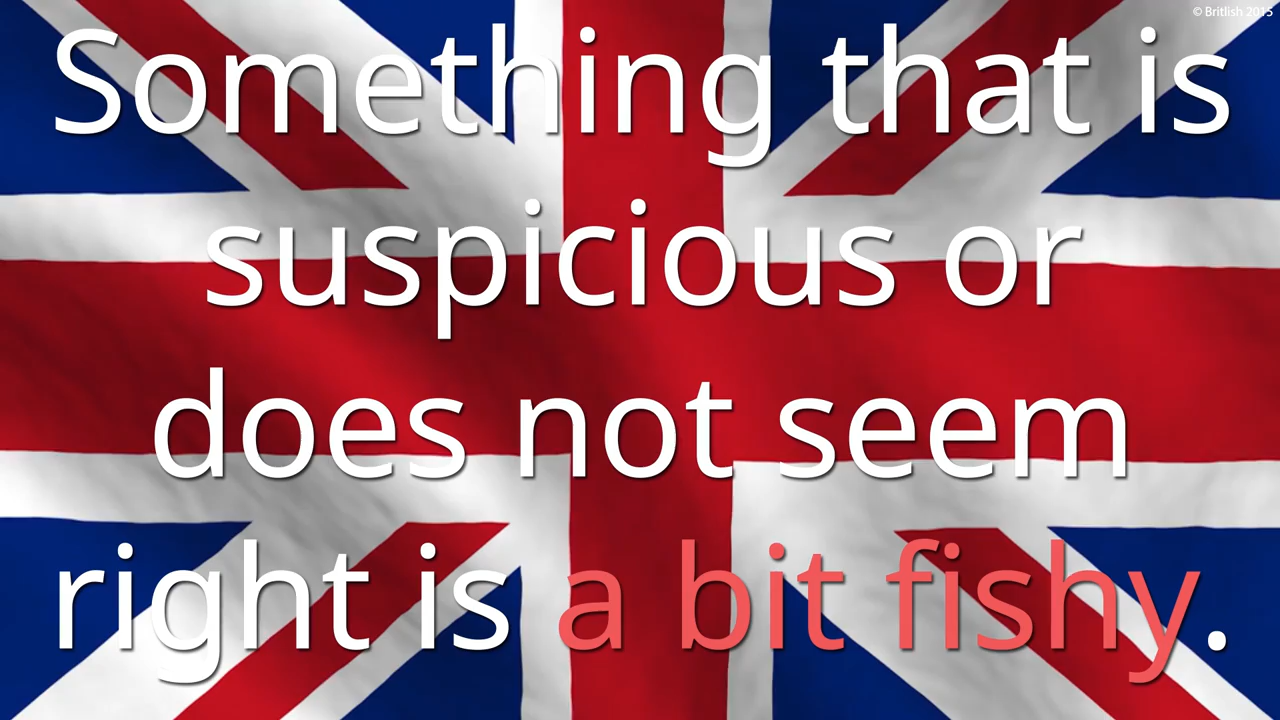 © Britlish 2015
Something that is
suspicious or
does not seem
right is a bit fishy.